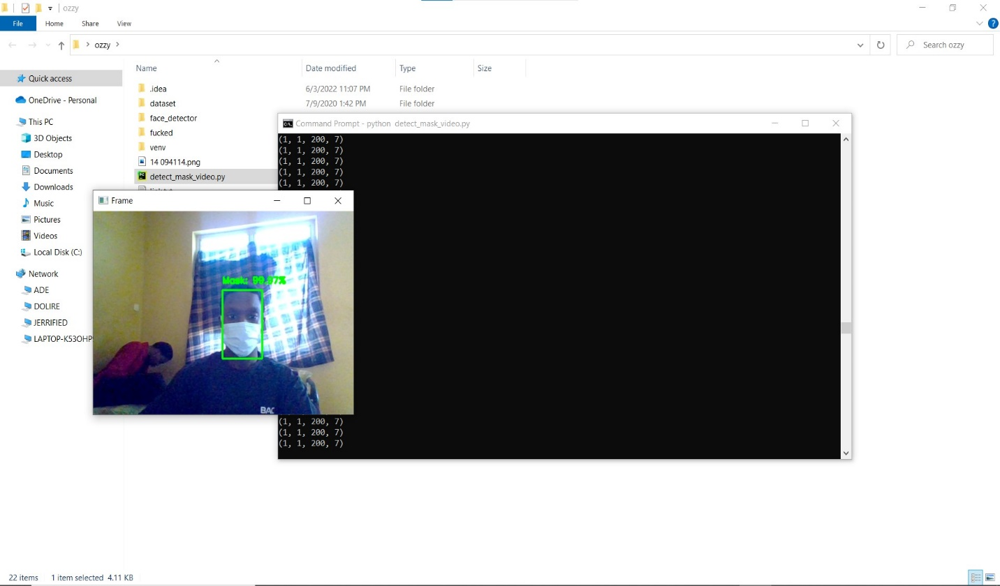 ozzy
File Home Share View
ozzy
Search ozzy
Name Date modified Type Size
Quick access
OneDrive - Personal
This PC
3D Objects
Desktop
Documents
Downloads
Music
Pictures
Videos
Local Disk (C:)
Network
ADE
DOLIRE
JERRIFIED
LAPTOP-K53OHP
.idea 6/3/2022 11:07 PM File folder
dataset 7/9/2020 1:42 PM File folder
face_detector
fucked
venv
14 094114.png
detect_mask_video.py
Command Prompt - python detect_mask_video.py
(1, 1, 200, 7)
(1, 1, 200, 7)
(1, 1, 200, 7)
(1, 1, 200, 7)
(1, 1, 200, 7)
Frame
Mask: 99.97%
BAC
(1, 1, 200, 7)
(1, 1, 200, 7)
(1, 1, 200, 7)
22 items 1 item selected 4.11 KB